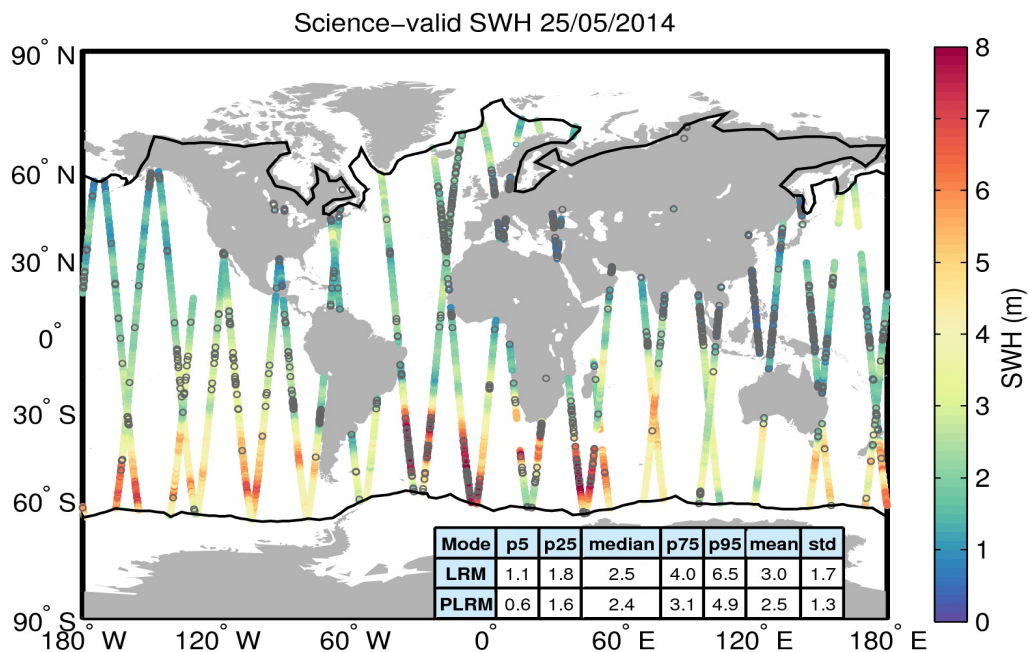 Science−valid SWH 25/05/2014
90° N
60° N
30° N
0°
30° S
60° S
90° S
180° W
120° W
60° W
0°
60° E
120° E
180° E
8
7
6
5
4
3
2
1
0
SWH (m)
Mode p5 p25 median p75 p95 mean std
LRM 1.1 1.8 2.5 4.0 6.5 3.0 1.7
PLRM 0.6 1.6 2.4 3.1 4.9 2.5 1.3